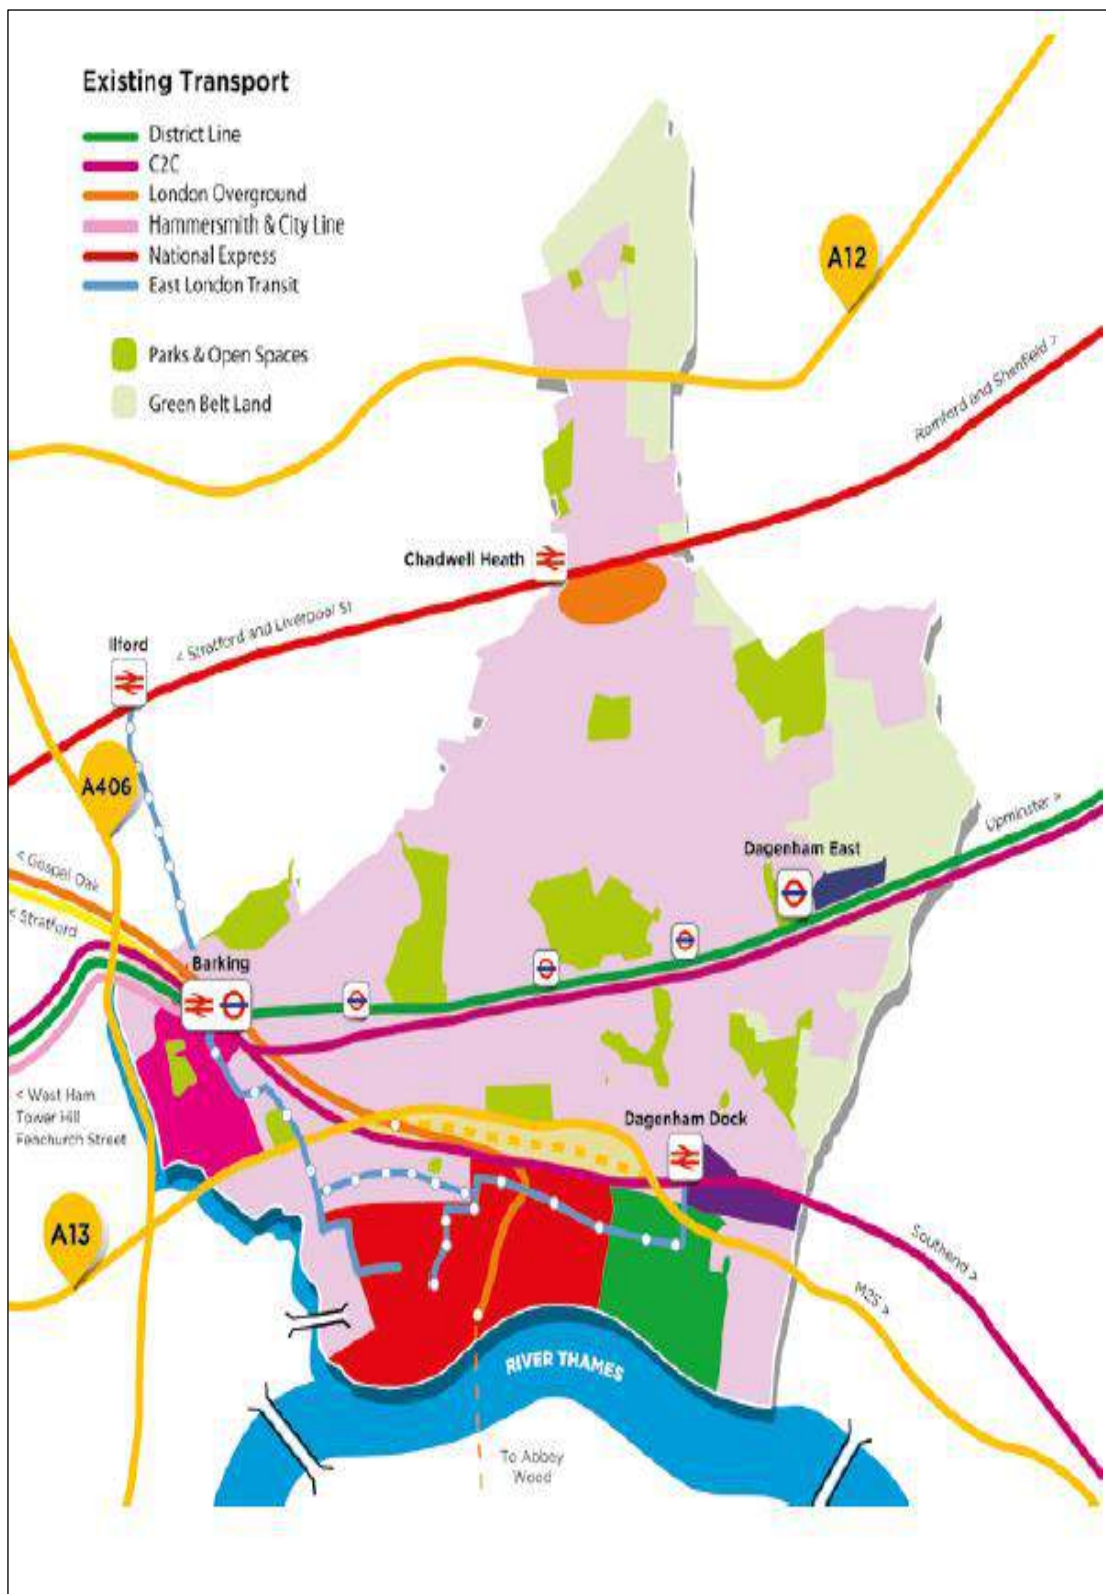 Existing Transport
District Line
C2C
London Overground
Hammersmith & City Line
National Express
East London Transit
Parks & Open Spaces
Green Belt Land
A12
Romford and Shenfield >
Chadwell Heath
< Stratford and Liverpool St
Ilford
A406
Upminster >
Dagenham East
< Gospel Oak
< Stratford
Barking
< West Ham
Tower Hill
Fenchurch Street
Dagenham Dock
A13
Southend >
M25 >
RIVER THAMES
To Abbey
Wood